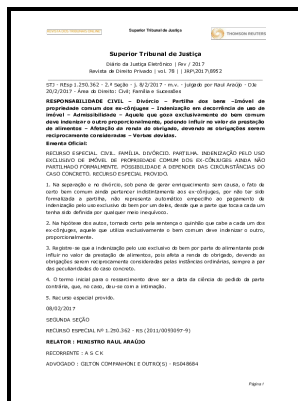 REVISTA DOS TRIBUNAIS ONLINE
Superior Tribunal de Justiça
THOMSON REUTERS
Superior Tribunal de Justiça
Diário da Justiça Eletrônico | Fev / 2017
Revista de Direito Privado | vol. 78 | | JRP\2017\8952
STJ - REsp 1.250.362 - 2.ª Seção - j. 8/2/2017 - m.v. - julgado por Raul Araújo - DJe
20/2/2017 - Área do Direito: Civil; Família e Sucessões
RESPONSABILIDADE CIVIL – Divórcio – Partilha dos bens –Imóvel de
propriedade comum dos ex-cônjuges – Indenização em decorrência de uso de
imóvel – Admissibilidade – Aquele que goza exclusivamente do bem comum
deve indenizar o outro proporcionalmente, podendo influir no valor da prestação
de alimentos – Afetação da renda do obrigado, devendo as obrigações serem
reciprocamente consideradas – Vertuai dúvidas.
Ementa Oficial:
RECURSO ESPECIAL. CIVIL. FAMÍLIA. DIVÓRCIO. PARTILHA. INDENIZAÇÃO PELO USO
EXCLUSIVO DE IMÓVEL DE PROPRIEDADE COMUM DOS EX-CÔNJUGES AINDA NÃO
PARTILHADO FORMALMENTE. POSSIBILIDADE A DEPENDER DAS CIRCUNSTÂNCIAS DO
CASO CONCRETO. RECURSO ESPECIAL PROVIDO.
1. Na separação e no divórcio, sob pena de gerar enriquecimento sem causa, o fato de
certo bem comum ainda pertencer indistintamente aos ex-cônjuges, por não ter sido
formalizada a partilha, não representa automático empecilho ao pagamento de
indenização pelo uso exclusivo do bem por um deles, desde que a parte que toca a cada um
tenha sido definida por qualquer meio inequívoco.
2. Na hipótese dos autos, tornado certo pela sentença o quinhão que cabe a cada um dos
ex-cônjuges, aquele que utiliza exclusivamente o bem comum deve indenizar o outro,
proporcionalmente.
3. Registre-se que a indenização pelo uso exclusivo do bem por parte do alimentante pode
influir no valor da prestação de alimentos, pois afeta a renda do obrigado, devendo as
obrigações serem reciprocamente consideradas pelas instâncias ordinárias, sempre a par
das peculiaridades do caso concreto.
4. O termo inicial para o ressarcimento deve ser a data da ciência do pedido da parte
contrária, que, no caso, deu-se com a intimação.
5. Recurso especial provido.
08/02/2017
SEGUNDA SEÇÃO
RECURSO ESPECIAL Nº 1.250.362 - RS (2011/0093097-9)
RELATOR : MINISTRO RAUL ARAÚJO
RECORRENTE : A G C K
ADVOGADO : GILTON COMPANHONI E OUTRO(S) - RS048694
Página 1